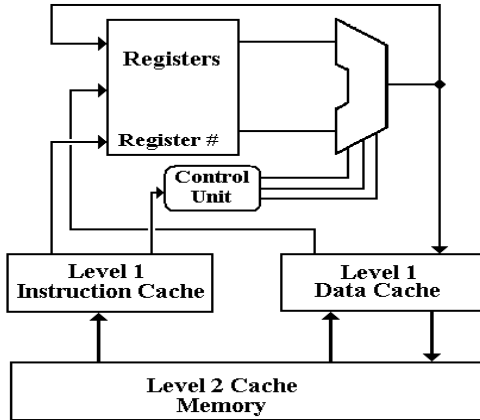 Registers
Register #
Control
Unit
Level 1
Instruction Cache
Level 1
Data Cache
Level 2 Cache
Memory